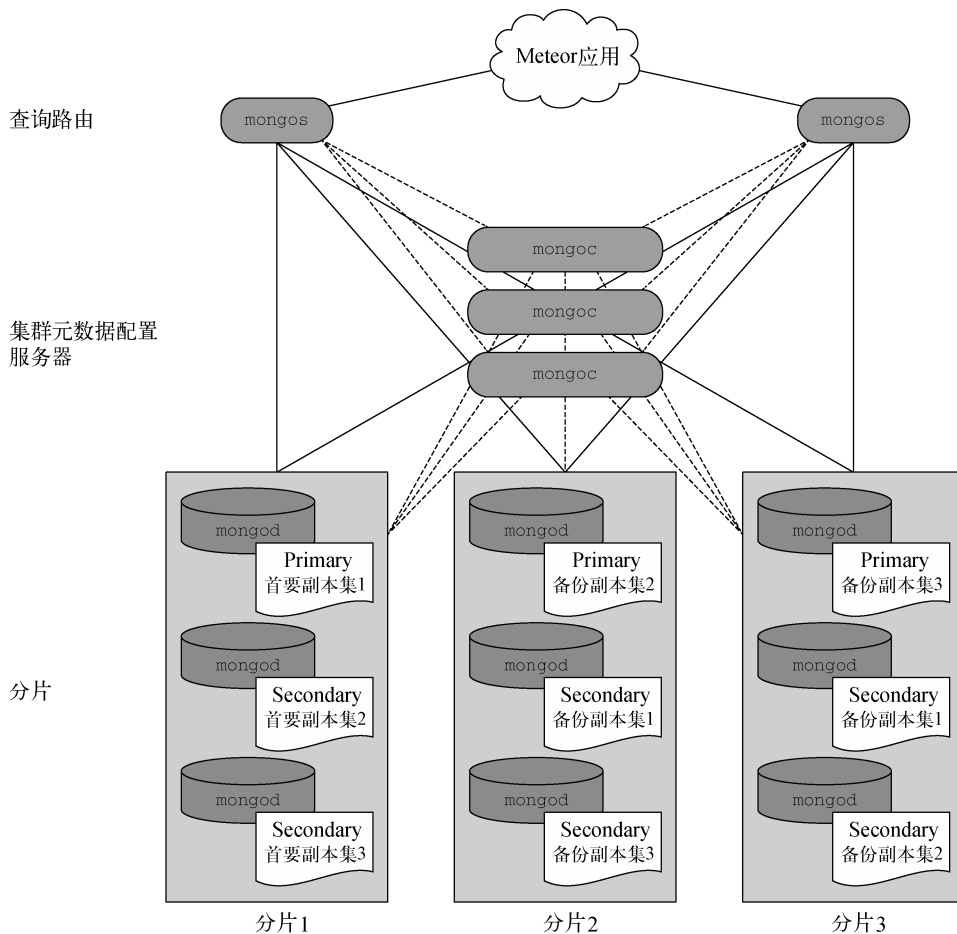 Meteor应用
查询路由
mongos
mongos
mongoc
mongoc
mongoc
集群元数据配置
服务器
分片
mongod
Primary
首要副本集1
mongod
Secondary
首要副本集2
mongod
Secondary
首要副本集3
分片1
mongod
Primary
备份副本集2
mongod
Secondary
备份副本集1
mongod
Secondary
备份副本集3
分片2
mongod
Primary
备份副本集3
mongod
Secondary
备份副本集1
mongod
Secondary
备份副本集2
分片3